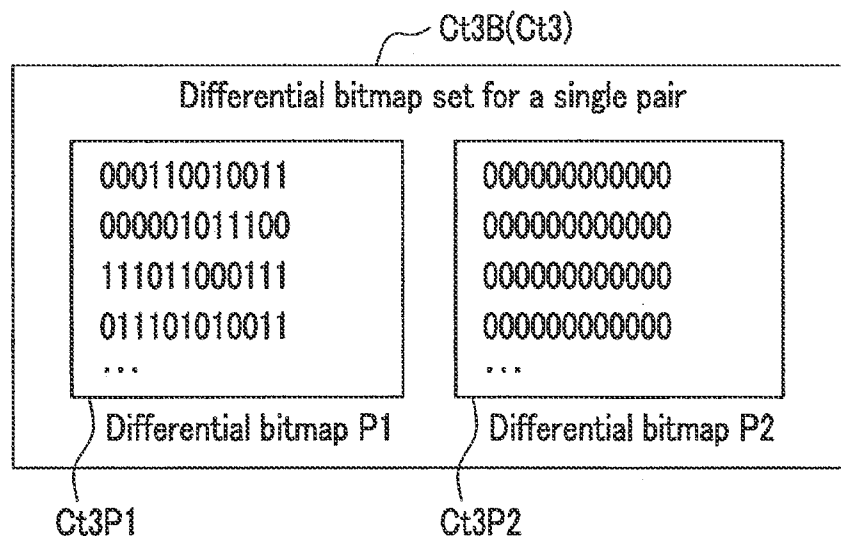 Ct3B(Ct3)
Differential bitmap set for a single pair
000110010011
000001011100
111011000111
011101010011
...
Differential bitmap P1
000000000000
000000000000
000000000000
000000000000
...
Differential bitmap P2
Ct3P1
Ct3P2